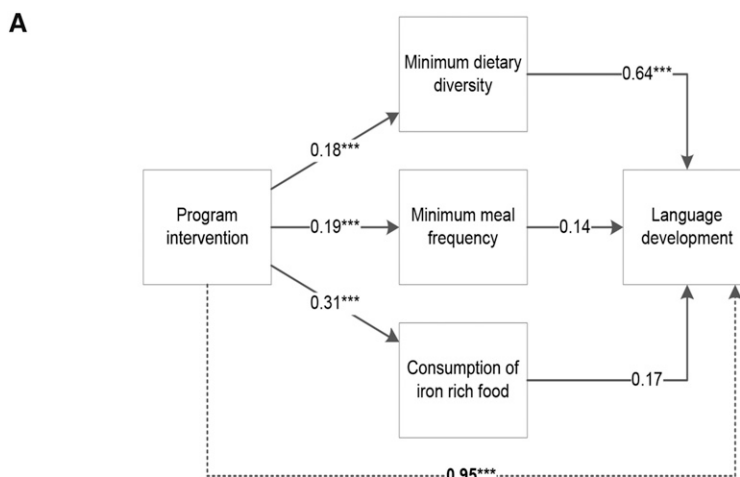 A
Minimum dietary
diversity
0.64***
0.18***
Program
intervention
0.19***
Minimum meal
frequency
0.14
Language
development
0.31***
Consumption of
iron rich food
0.17
0.95***